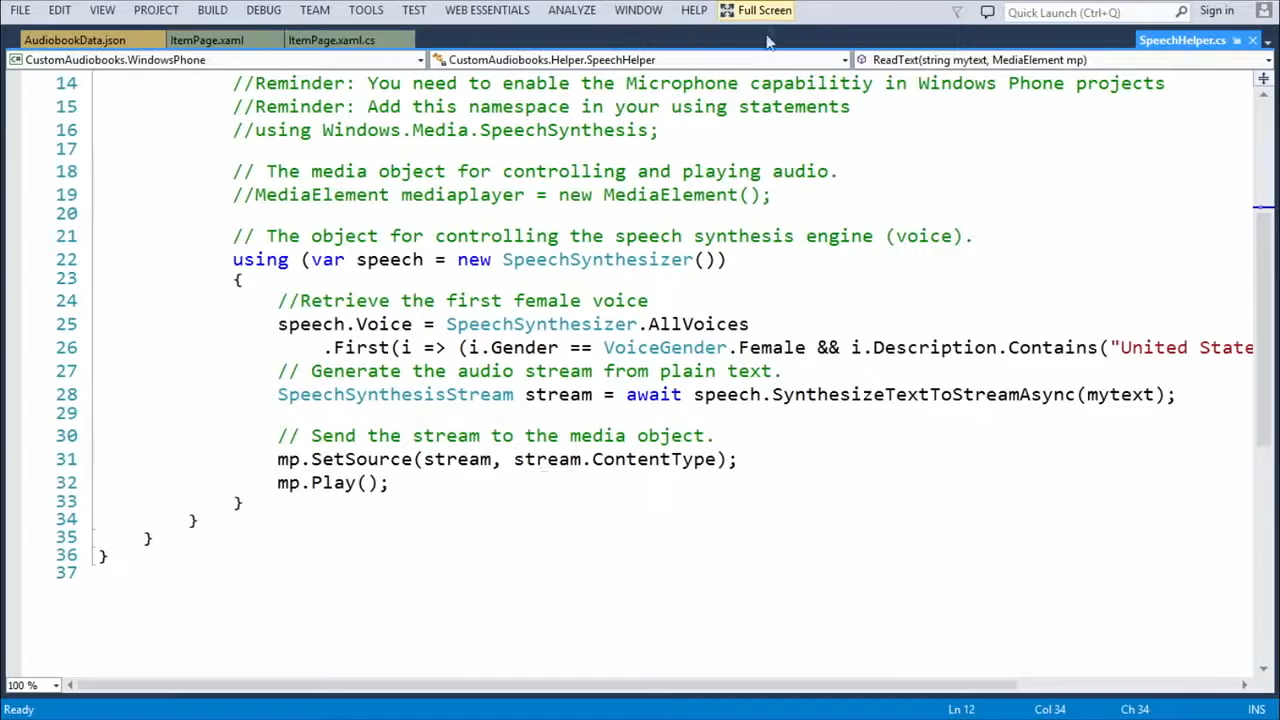 FILE EDIT VIEW PROJECT BUILD DEBUG TEAM TOOLS TEST WEB ESSENTIALS ANALYZE WINDOW HELP Full Screen Quick Launch (Ctrl+Q) Sign in
AudiobookData.json ItemPage.xaml ItemPage.xaml.cs SpeechHelper.cs
CustomAudiobooks.WindowsPhone CustomAudiobooks.Helper.SpeechHelper ReadText(string mytext, MediaElement mp)
14 //Reminder: You need to enable the Microphone capabilitiy in Windows Phone projects
15 //Reminder: Add this namespace in your using statements
16 //using Windows.Media.SpeechSynthesis;
17
18 // The media object for controlling and playing audio.
19 //MediaElement mediaplayer = new MediaElement();
20
21 // The object for controlling the speech synthesis engine (voice).
22 using (var speech = new SpeechSynthesizer())
23 {
24 //Retrieve the first female voice
25 speech.Voice = SpeechSynthesizer.AllVoices
26 .First(i => (i.Gender == VoiceGender.Female && i.Description.Contains("United State
27 // Generate the audio stream from plain text.
28 SpeechSynthesisStream stream = await speech.SynthesizeTextToStreamAsync(mytext);
29
30 // Send the stream to the media object.
31 mp.SetSource(stream, stream.ContentType);
32 mp.Play();
33 }
34 }
35 }
36 }
37
100 %
Ready Ln 12 Col 34 Ch 34 INS